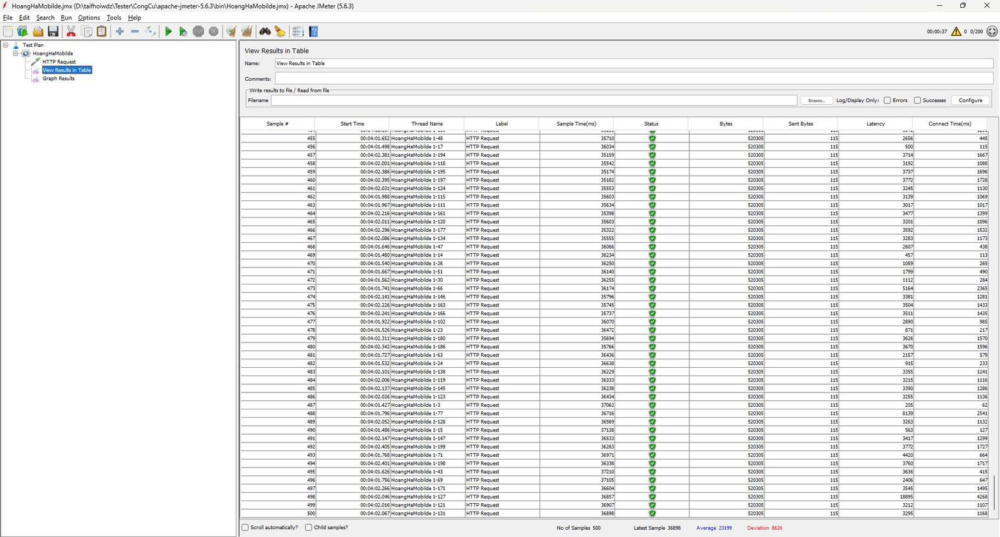 HoangHaMobilde.jmx (D:\taifhoiwdz\Tester\CongCu\apache-jmeter-5.6.3\bin\HoangHaMobilde.jmx) - Apache JMeter (5.6.3)
File Edit Search Run Options Tools Help
00:00:37 0 0/200
Test Plan
HoangHaMobilde
HTTP Request
View Results in Table
Graph Results
View Results in Table
Name: View Results in Table
Comments:
Write results to file / Read from file
Filename Browse... Log/Display Only: Errors Successes Configure
Sample # Start Time Thread Name Label Sample Time(ms) Status Bytes Sent Bytes Latency Connect Time(ms)
455 00:04:01.652 HoangHaMobilde 1-48 HTTP Request 35710 520305 115 2656 445
456 00:04:01.498 HoangHaMobilde 1-17 HTTP Request 36034 520305 115 500 115
457 00:04:02.381 HoangHaMobilde 1-194 HTTP Request 35159 520305 115 3714 1667
458 00:04:02.001 HoangHaMobilde 1-118 HTTP Request 35542 520305 115 3192 1088
459 00:04:02.386 HoangHaMobilde 1-195 HTTP Request 35174 520305 115 3737 1696
460 00:04:02.395 HoangHaMobilde 1-197 HTTP Request 35182 520305 115 3772 1728
461 00:04:02.031 HoangHaMobilde 1-124 HTTP Request 35553 520305 115 3245 1130
462 00:04:01.988 HoangHaMobilde 1-115 HTTP Request 35603 520305 115 3139 1069
463 00:04:01.967 HoangHaMobilde 1-111 HTTP Request 35634 520305 115 3017 1017
464 00:04:02.216 HoangHaMobilde 1-161 HTTP Request 35398 520305 115 3477 1399
465 00:04:02.011 HoangHaMobilde 1-120 HTTP Request 35603 520305 115 3201 1096
466 00:04:02.296 HoangHaMobilde 1-177 HTTP Request 35322 520305 115 3592 1532
467 00:04:02.086 HoangHaMobilde 1-134 HTTP Request 35555 520305 115 3283 1173
468 00:04:01.646 HoangHaMobilde 1-47 HTTP Request 36066 520305 115 2607 438
469 00:04:01.480 HoangHaMobilde 1-14 HTTP Request 36234 520305 115 457 113
470 00:04:01.540 HoangHaMobilde 1-26 HTTP Request 36250 520305 115 1059 265
471 00:04:01.667 HoangHaMobilde 1-51 HTTP Request 36140 520305 115 1799 490
472 00:04:01.562 HoangHaMobilde 1-30 HTTP Request 36255 520305 115 1112 284
473 00:04:01.741 HoangHaMobilde 1-66 HTTP Request 36174 520305 115 5164 2365
474 00:04:02.141 HoangHaMobilde 1-146 HTTP Request 35796 520305 115 3381 1281
475 00:04:02.226 HoangHaMobilde 1-163 HTTP Request 35745 520305 115 3504 1433
476 00:04:02.241 HoangHaMobilde 1-166 HTTP Request 35737 520305 115 3511 1435
477 00:04:01.922 HoangHaMobilde 1-102 HTTP Request 36070 520305 115 2890 985
478 00:04:01.526 HoangHaMobilde 1-23 HTTP Request 36472 520305 115 871 217
479 00:04:02.311 HoangHaMobilde 1-180 HTTP Request 35694 520305 115 3626 1570
480 00:04:02.342 HoangHaMobilde 1-186 HTTP Request 35766 520305 115 3670 1596
481 00:04:01.727 HoangHaMobilde 1-63 HTTP Request 36436 520305 115 2157 579
482 00:04:01.532 HoangHaMobilde 1-24 HTTP Request 36638 520305 115 915 233
483 00:04:02.101 HoangHaMobilde 1-138 HTTP Request 36229 520305 115 3355 1241
484 00:04:02.006 HoangHaMobilde 1-119 HTTP Request 36333 520305 115 3215 1116
485 00:04:02.137 HoangHaMobilde 1-145 HTTP Request 36238 520305 115 3390 1286
486 00:04:02.026 HoangHaMobilde 1-123 HTTP Request 36434 520305 115 3255 1136
487 00:04:01.427 HoangHaMobilde 1-3 HTTP Request 37062 520305 115 205 62
488 00:04:01.796 HoangHaMobilde 1-77 HTTP Request 36716 520305 115 8139 2541
489 00:04:02.052 HoangHaMobilde 1-128 HTTP Request 36569 520305 115 3263 1132
490 00:04:01.486 HoangHaMobilde 1-15 HTTP Request 37138 520305 115 563 127
491 00:04:02.147 HoangHaMobilde 1-147 HTTP Request 36533 520305 115 3417 1299
492 00:04:02.405 HoangHaMobilde 1-199 HTTP Request 36283 520305 115 3772 1727
493 00:04:01.768 HoangHaMobilde 1-71 HTTP Request 36971 520305 115 4420 664
494 00:04:02.401 HoangHaMobilde 1-198 HTTP Request 36338 520305 115 3760 1717
495 00:04:01.626 HoangHaMobilde 1-43 HTTP Request 37210 520305 115 3636 415
496 00:04:01.756 HoangHaMobilde 1-69 HTTP Request 37105 520305 115 2406 647
497 00:04:02.266 HoangHaMobilde 1-171 HTTP Request 36604 520305 115 3545 1495
498 00:04:02.046 HoangHaMobilde 1-127 HTTP Request 36857 520305 115 18895 4268
499 00:04:02.016 HoangHaMobilde 1-121 HTTP Request 36907 520305 115 3212 1107
500 00:04:02.067 HoangHaMobilde 1-131 HTTP Request 36898 520305 115 3295 1168
Scroll automatically? Child samples? No of Samples 500 Latest Sample 36898 Average 23199 Deviation 8626